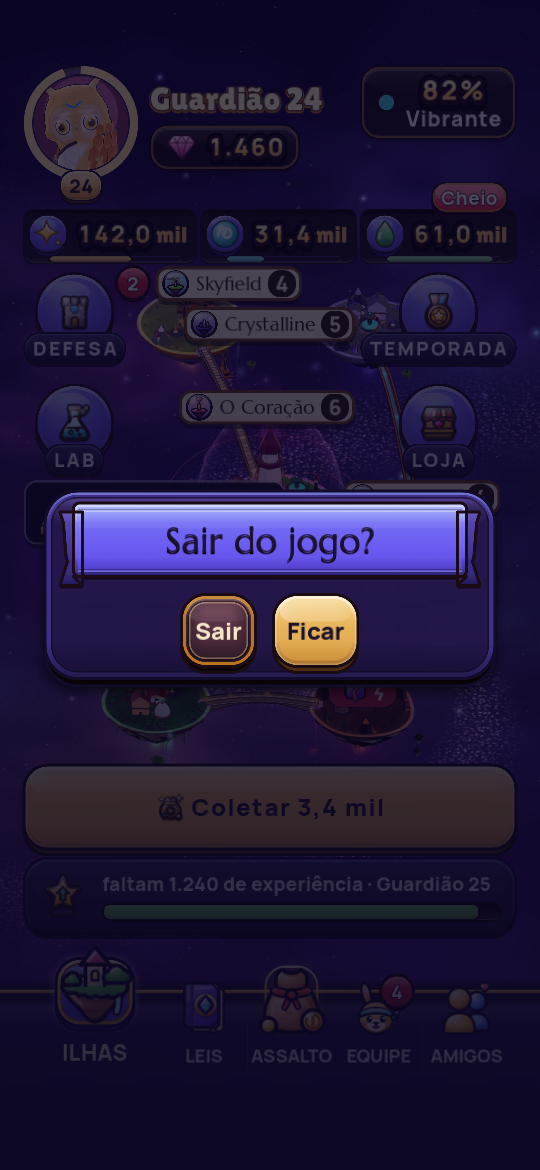 Guardião 24
82%
Vibrante
1.460
24
Cheio
142,0 mil
31,4 mil
61,0 mil
2
Skyfield 4
Crystalline 5
DEFESA
TEMPORADA
O Coração 6
LAB
LOJA
Sair do jogo?
Sair
Ficar
Coletar 3,4 mil
faltam 1.240 de experiência · Guardião 25
4
ILHAS
LEIS
ASSALTO
EQUIPE
AMIGOS